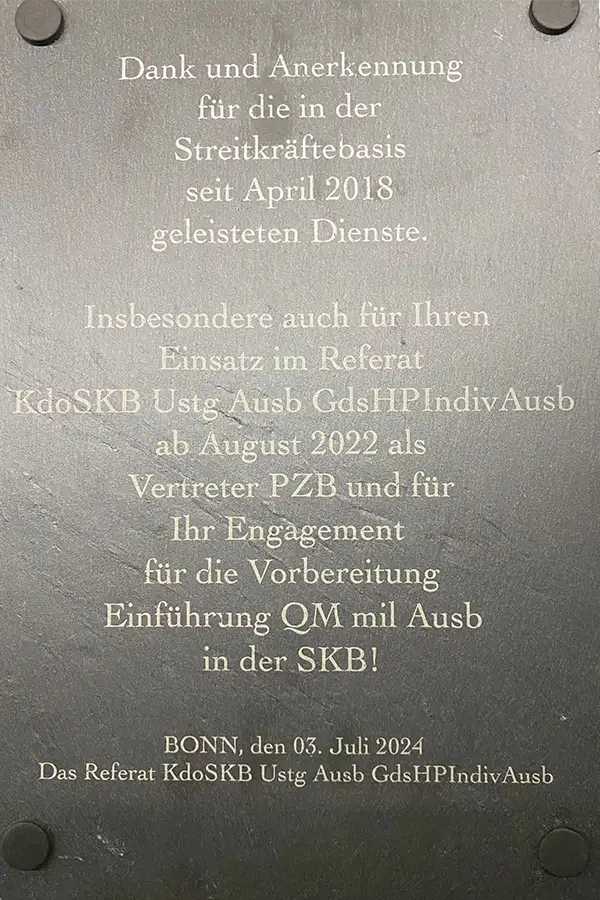 Dank und Anerkennung
für die in der
Streitkräftebasis
seit April 2018
geleisteten Dienste.
Insbesondere auch für Ihren
Einsatz im Referat
KdoSKB Ustg Ausb GdsHPIndivAusb
ab August 2022 als
Vertreter PZB und für
Ihr Engagement
für die Vorbereitung
Einführung QM mil Ausb
in der SKB!
BONN, den 03. Juli 2024
Das Referat KdoSKB Ustg Ausb GdsHPIndivAusb